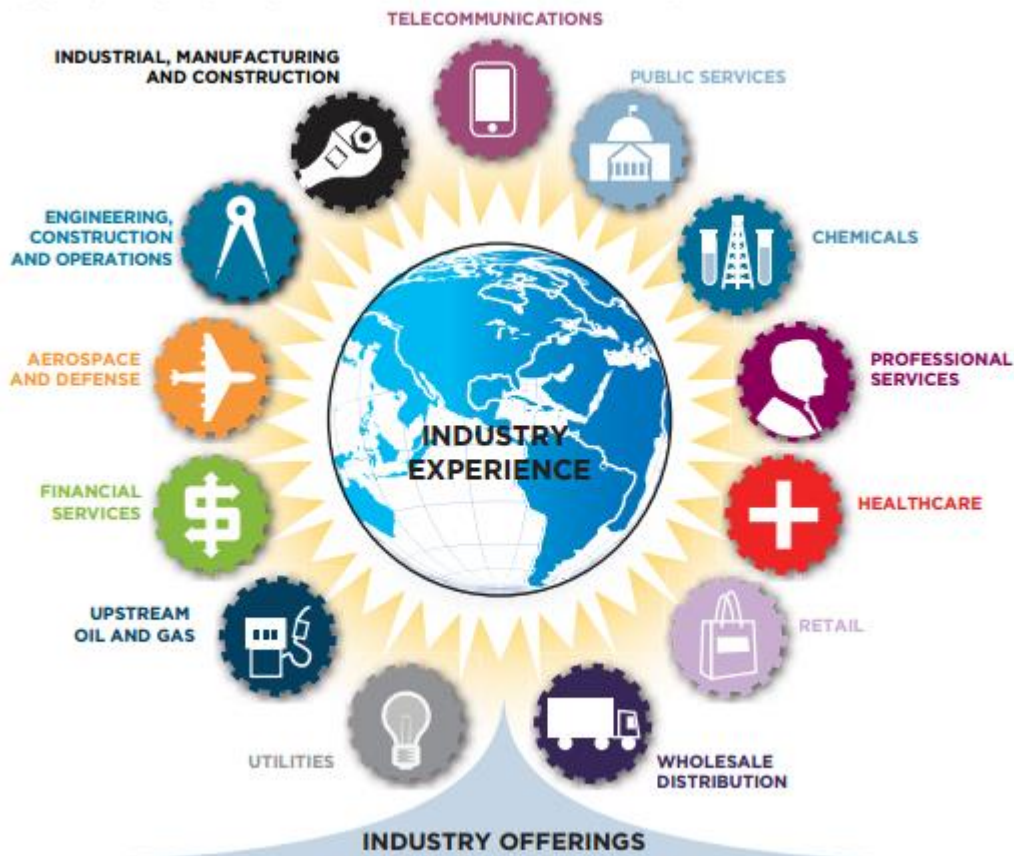 TELECOMMUNICATIONS
INDUSTRIAL, MANUFACTURING
AND CONSTRUCTION
PUBLIC SERVICES
ENGINEERING,
CONSTRUCTION
AND OPERATIONS
CHEMICALS
AEROSPACE
AND DEFENSE
PROFESSIONAL
SERVICES
INDUSTRY
EXPERIENCE
FINANCIAL
SERVICES
HEALTHCARE
UPSTREAM
OIL AND GAS
RETAIL
UTILITIES
WHOLESALE
DISTRIBUTION
INDUSTRY OFFERINGS